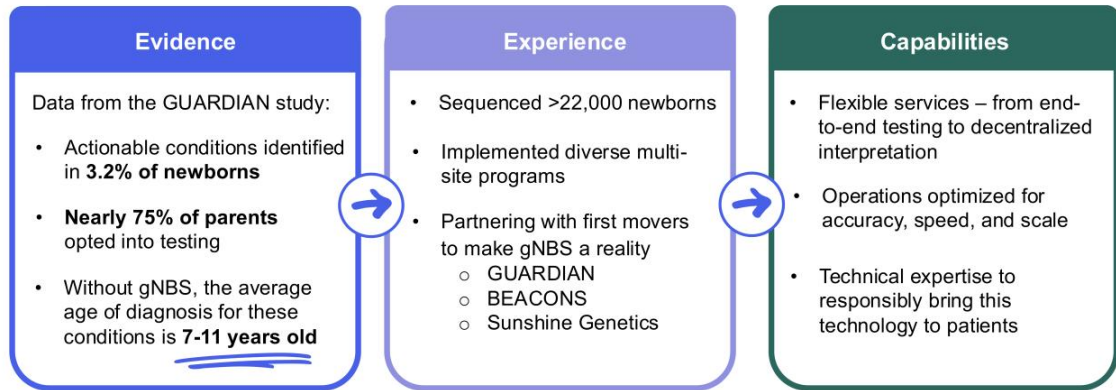 Evidence
Data from the GUARDIAN study:
• Actionable conditions identified
in 3.2% of newborns
• Nearly 75% of parents
opted into testing
• Without gNBS, the average
age of diagnosis for these
conditions is 7-11 years old
Experience
• Sequenced >22,000 newborns
• Implemented diverse multi-
site programs
• Partnering with first movers
to make gNBS a reality
o GUARDIAN
o BEACONS
o Sunshine Genetics
Capabilities
• Flexible services – from end-
to-end testing to decentralized
interpretation
• Operations optimized for
accuracy, speed, and scale
• Technical expertise to
responsibly bring this
technology to patients